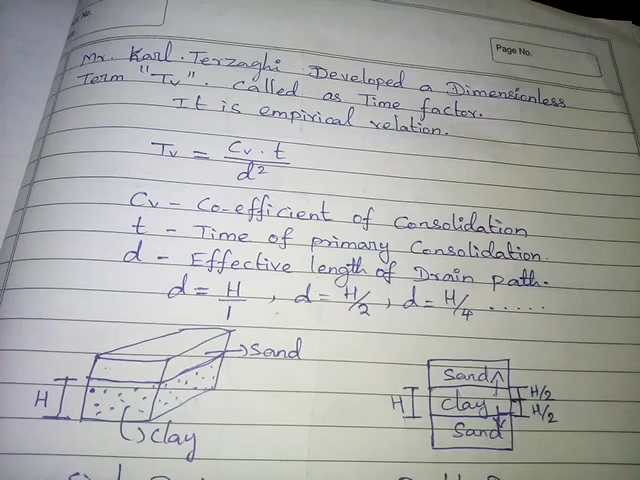 Page No.
Mr. Karl. Terzaghi Developed a Dimensionless
Term "Tv". called as Time factor.
It is empirical relation.
Tv = Cv . t / d²
Cv - Co-efficient of Consolidation
t - Time of primary Consolidation.
d - Effective length of Drain path.
d = H/1 , d = H/2 , d = H/4 ......
sand
H
clay
sand
H clay H/2
H/2
sand